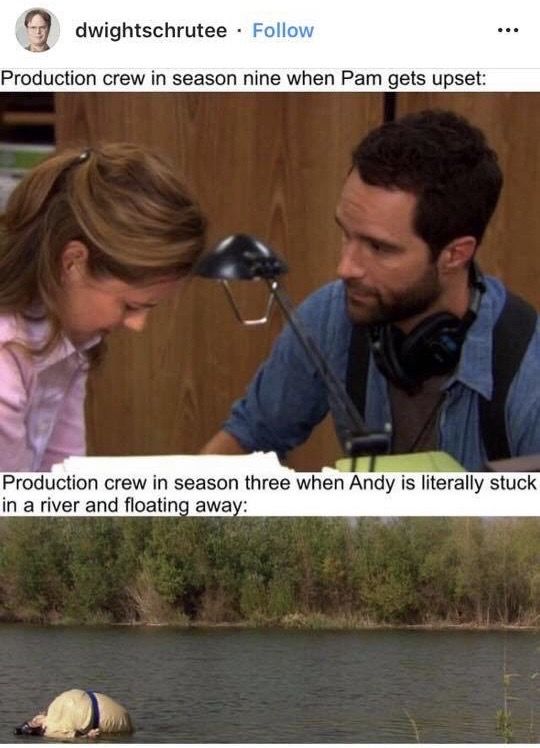 dwightschrutee · Follow
Production crew in season nine when Pam gets upset:
Production crew in season three when Andy is literally stuck
in a river and floating away: